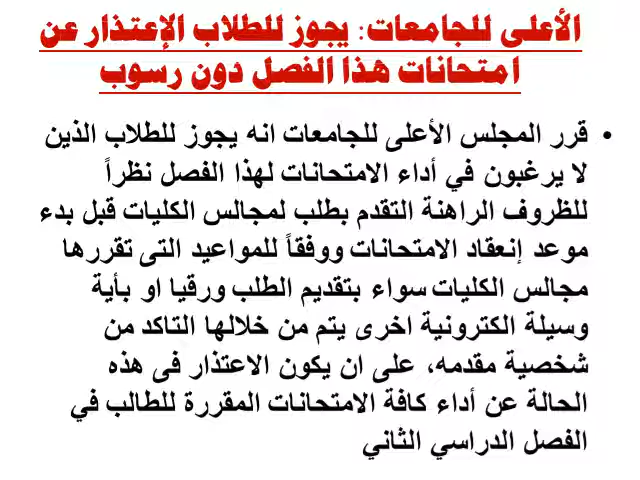 الأعلى للجامعات: يجوز للطلاب الإعتذار عن
امتحانات هذا الفصل دون رسوب
• قرر المجلس الأعلى للجامعات انه يجوز للطلاب الذين
لا يرغبون في أداء الامتحانات لهذا الفصل نظراً
للظروف الراهنة التقدم بطلب لمجالس الكليات قبل بدء
موعد إنعقاد الامتحانات ووفقاً للمواعيد التى تقررها
مجالس الكليات سواء بتقديم الطلب ورقيا او بأية
وسيلة الكترونية اخرى يتم من خلالها التاكد من
شخصية مقدمه، على ان يكون الاعتذار فى هذه
الحالة عن أداء كافة الامتحانات المقررة للطالب في
الفصل الدراسي الثاني